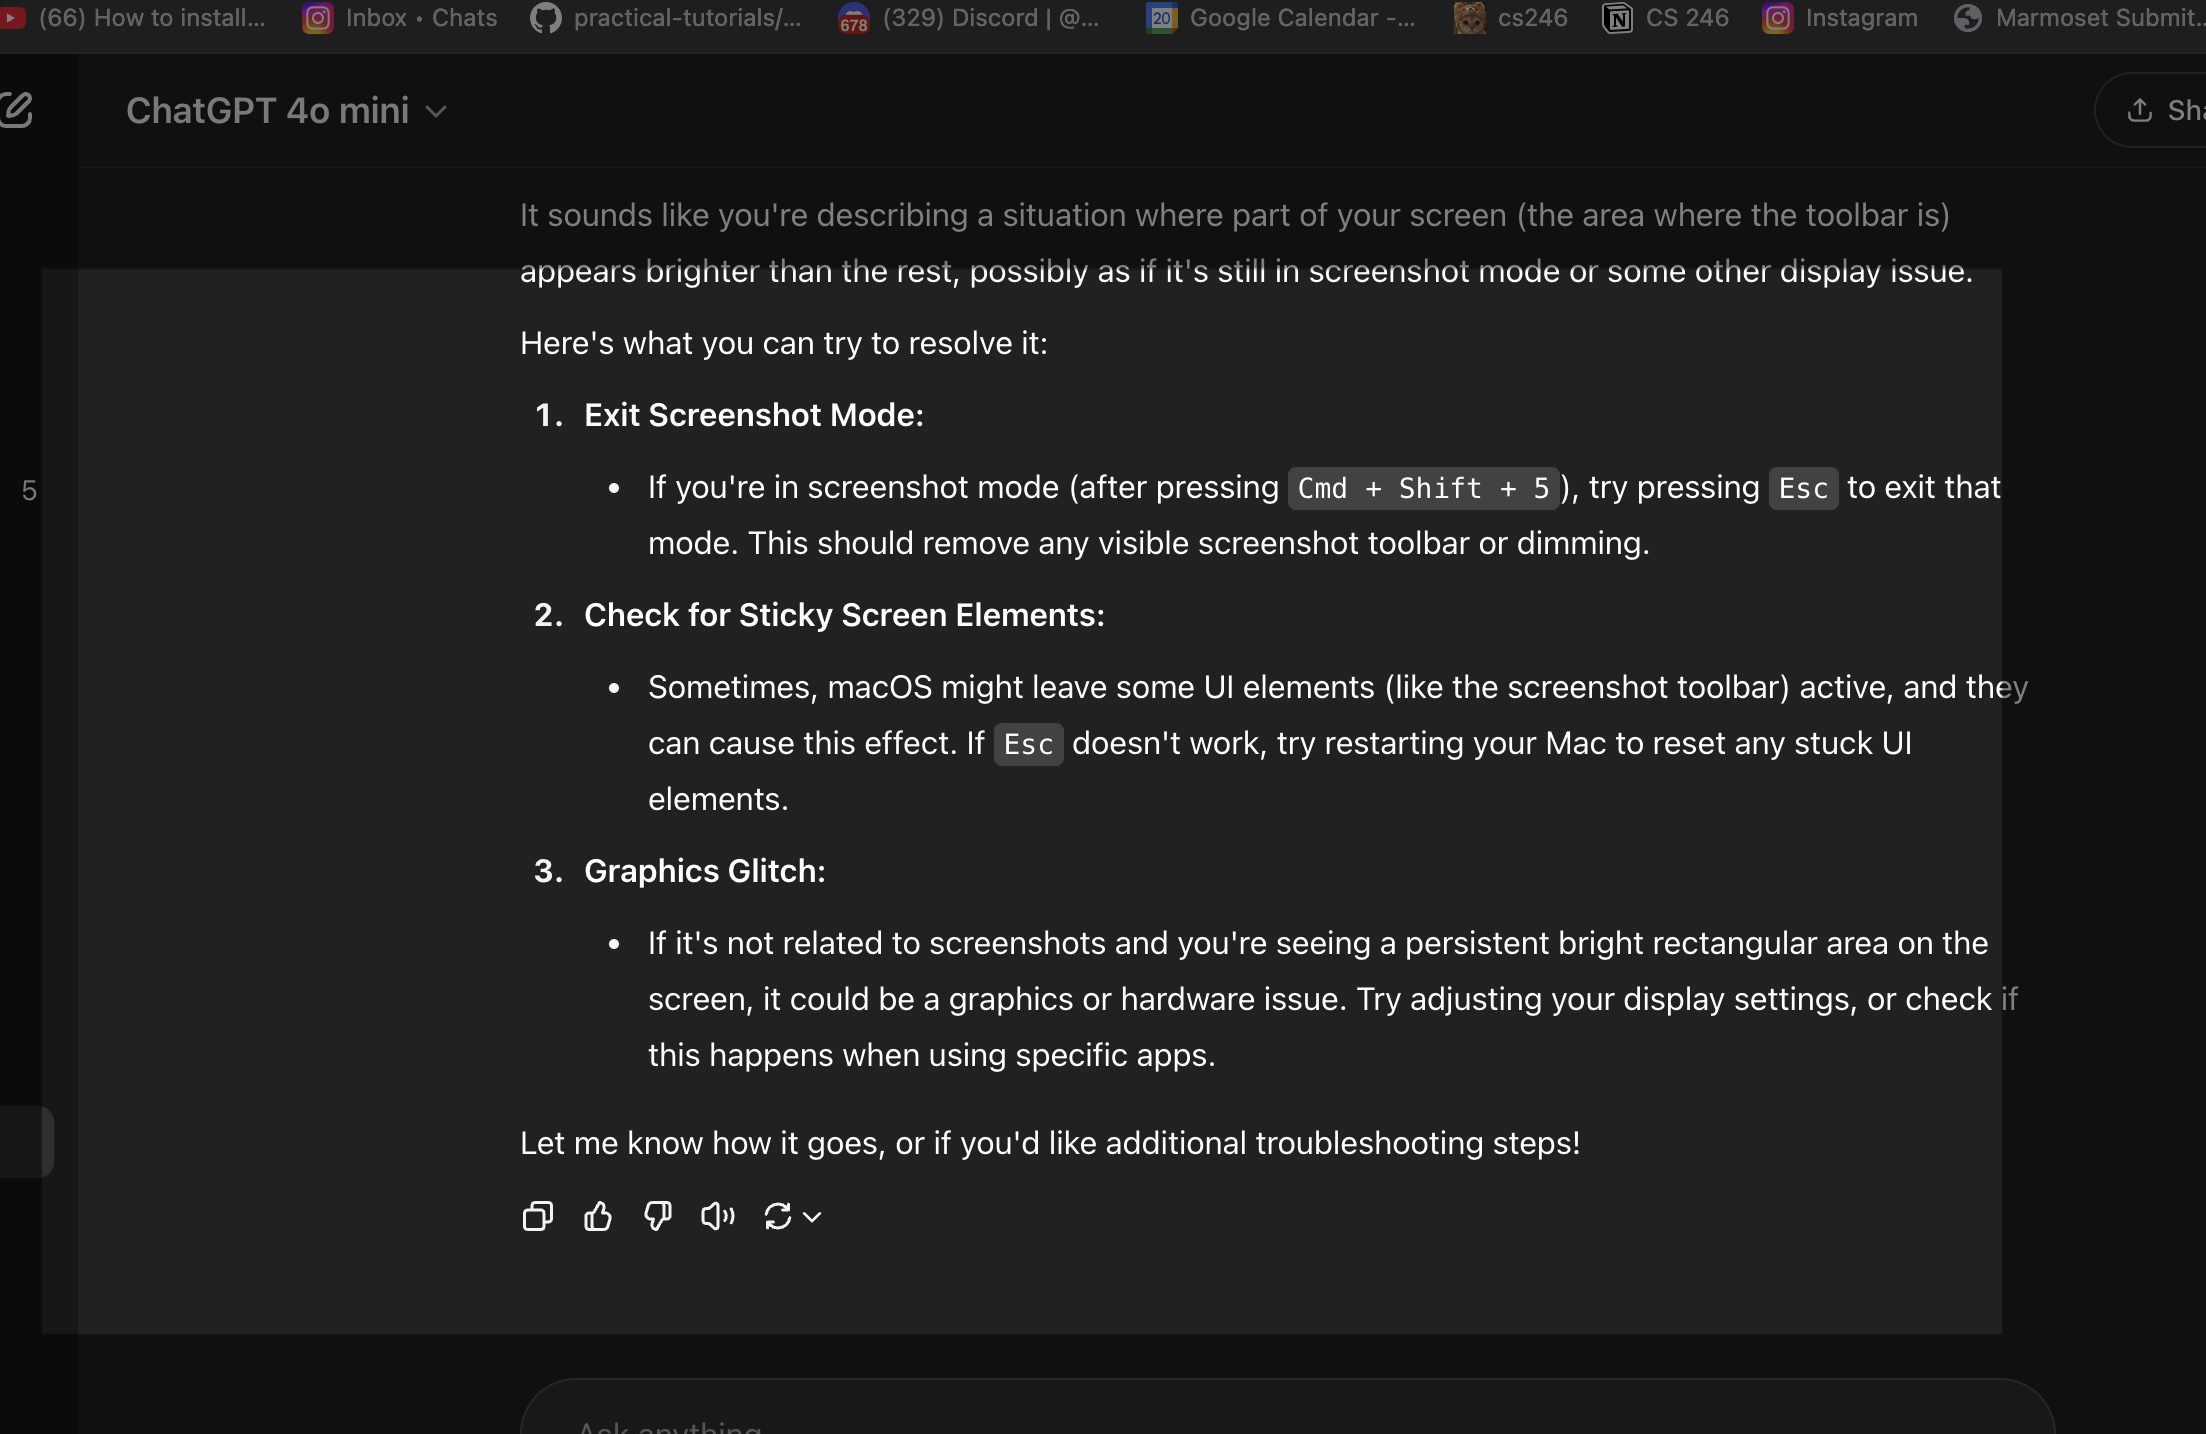 (66) How to install...
Inbox • Chats
practical-tutorials/...
678
(329) Discord | @...
20
Google Calendar -...
cs246
CS 246
Instagram
Marmoset Submit..
ChatGPT 4o mini
Sha
It sounds like you're describing a situation where part of your screen (the area where the toolbar is)
appears brighter than the rest, possibly as if it's still in screenshot mode or some other display issue.
Here's what you can try to resolve it:
1. Exit Screenshot Mode:
5
• If you're in screenshot mode (after pressing Cmd + Shift + 5), try pressing Esc to exit that
mode. This should remove any visible screenshot toolbar or dimming.
2. Check for Sticky Screen Elements:
• Sometimes, macOS might leave some UI elements (like the screenshot toolbar) active, and they
can cause this effect. If Esc doesn't work, try restarting your Mac to reset any stuck UI
elements.
3. Graphics Glitch:
• If it's not related to screenshots and you're seeing a persistent bright rectangular area on the
screen, it could be a graphics or hardware issue. Try adjusting your display settings, or check if
this happens when using specific apps.
Let me know how it goes, or if you'd like additional troubleshooting steps!
Ask anything